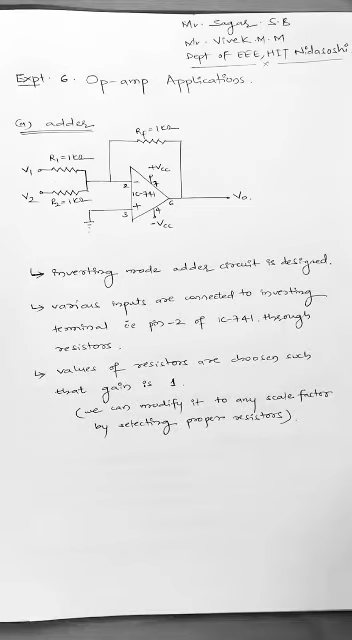 Mr. Sagar. S.B
Mr. Vivek.M.M
Dept of EEE, HIT Nidasoshi
Expt. 6. Op-amp Applications.
(a) adder
Rf = 1kΩ
R1 = 1kΩ
+Vcc
V1
2
-
7
IC-741
6
Vo.
V2
R2 = 1kΩ
+
3
4
-Vcc
↳ Inverting mode adder circuit is designed.
↳ various inputs are connected to inverting
terminal ie pin-2 of IC-741. through
resistors.
↳ values of resistors are choosen such
that gain is 1.
(we can modify it to any scale factor
by selecting proper resistors).